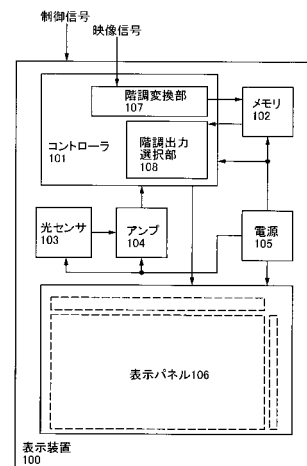 制御信号
映像信号
階調変換部
107
メモリ
102
コントローラ
101
階調出力
選択部
108
光センサ
103
アンプ
104
電源
105
表示パネル106
表示装置
100